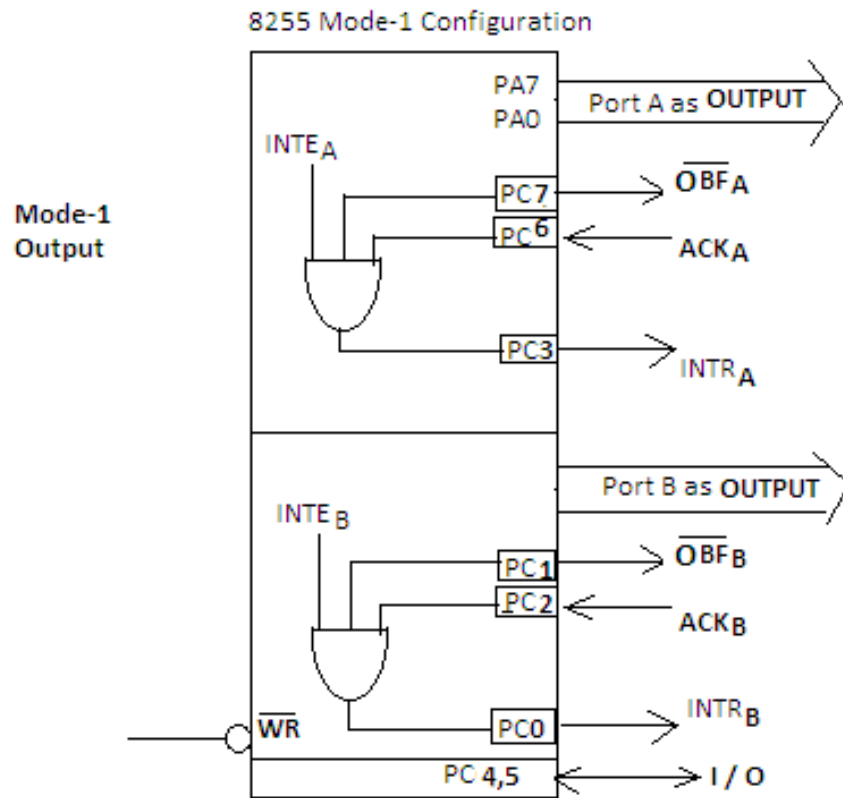 8255 Mode-1 Configuration
PA7
PA0
Port A as OUTPUT
INTEA
Mode-1
Output
PC7
OBFA
PC6
ACKA
PC3
INTRA
Port B as OUTPUT
INTEB
PC1
OBFB
PC2
ACKB
WR
PC0
INTRB
PC 4,5
I / O